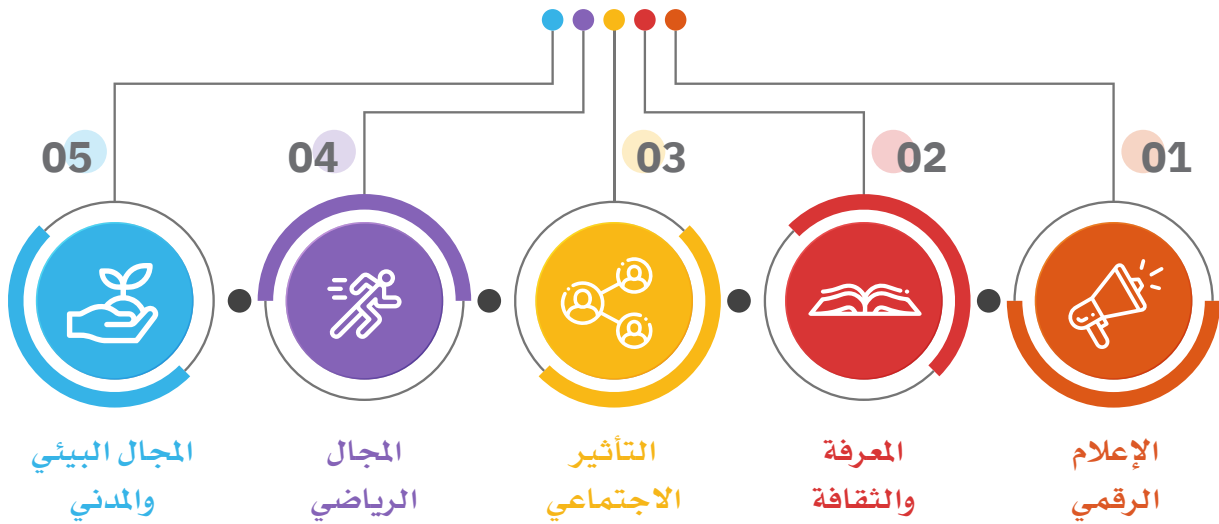 01
الإعلام
الرقمي
02
المعرفة
والثقافة
03
التأثير
الاجتماعي
04
المجال
الرياضي
05
المجال البيئي
والمدني